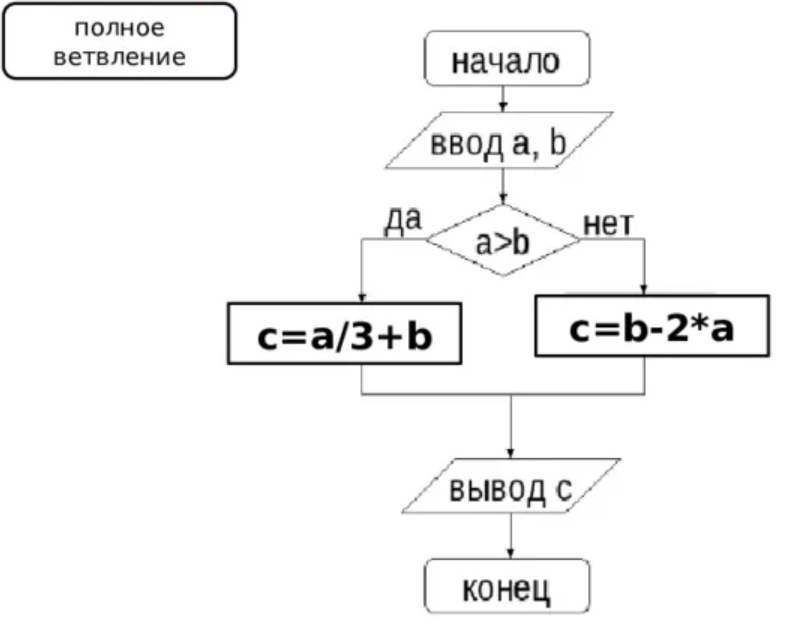 полное
ветвление
начало
ввод a, b
да
a>b
нет
c=a/3+b
c=b-2*a
вывод c
конец